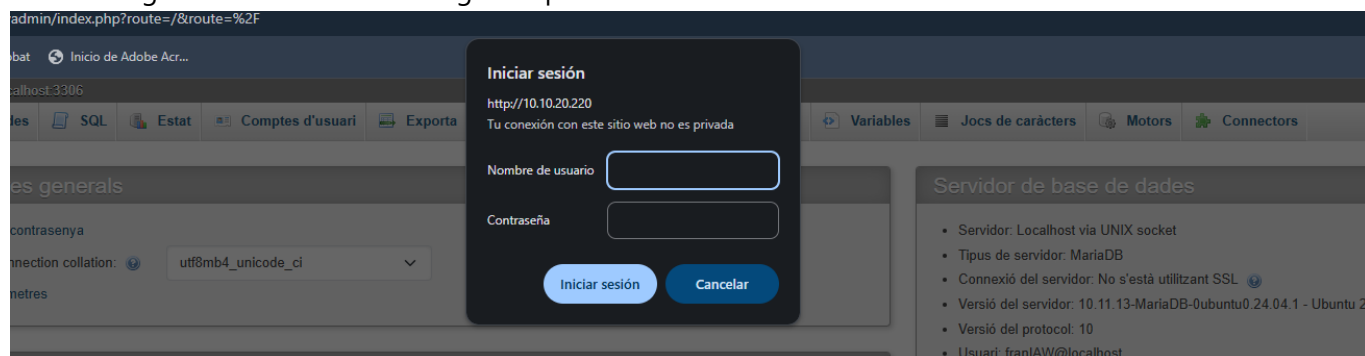 radmin/index.php?route=/&route=%2F
obat Inicio de Adobe Acr...
calhost:3306
des SQL Estat Comptes d'usuari Exporta Variables Jocs de caràcters Motors Connectors
Iniciar sesión
http://10.10.20.220
Tu conexión con este sitio web no es privada
Nombre de usuario
Contraseña
Iniciar sesión Cancelar
es generals
contrasenya
nnection collation: utf8mb4_unicode_ci
metres
Servidor de base de dades
Servidor: Localhost via UNIX socket
Tipus de servidor: MariaDB
Connexió del servidor: No s'està utilitzant SSL
Versió del servidor: 10.11.13-MariaDB-0ubuntu0.24.04.1 - Ubuntu 2
Versió del protocol: 10
Usuari: franIAW@localhost